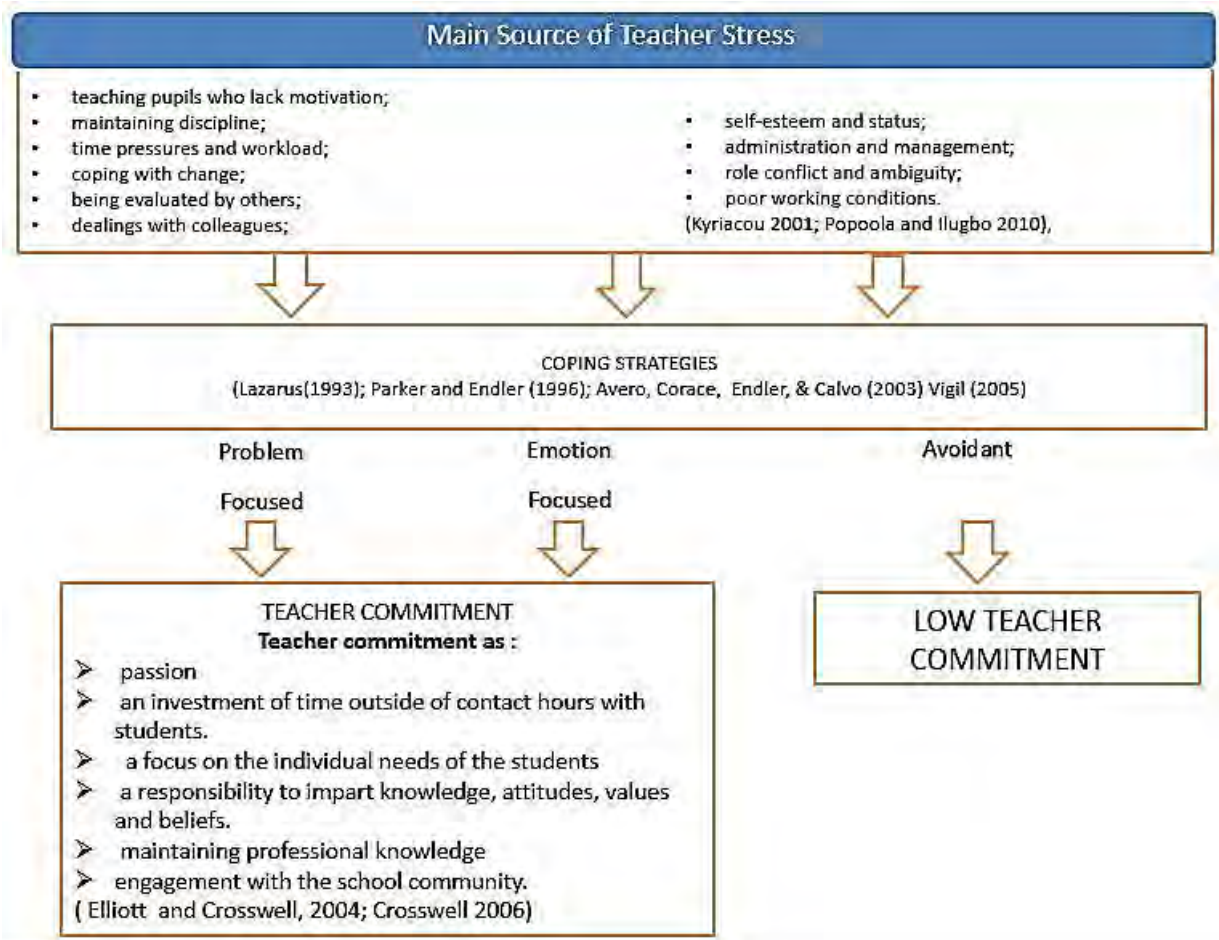 Main Source of Teacher Stress
• teaching pupils who lack motivation;
• maintaining discipline;
• time pressures and workload;
• coping with change;
• being evaluated by others;
• dealings with colleagues;
• self-esteem and status;
• administration and management;
• role conflict and ambiguity;
• poor working conditions.
(Kyriacou 2001; Popoola and Ilugbo 2010),
COPING STRATEGIES
(Lazarus(1993); Parker and Endler (1996); Avero, Corace, Endler, & Calvo (2003) Vigil (2005)
Problem
Focused
Emotion
Focused
Avoidant
TEACHER COMMITMENT
Teacher commitment as :
➢ passion
➢ an investment of time outside of contact hours with
students.
➢ a focus on the individual needs of the students
➢ a responsibility to impart knowledge, attitudes, values
and beliefs.
➢ maintaining professional knowledge
➢ engagement with the school community.
( Elliott and Crosswell, 2004; Crosswell 2006)
LOW TEACHER
COMMITMENT